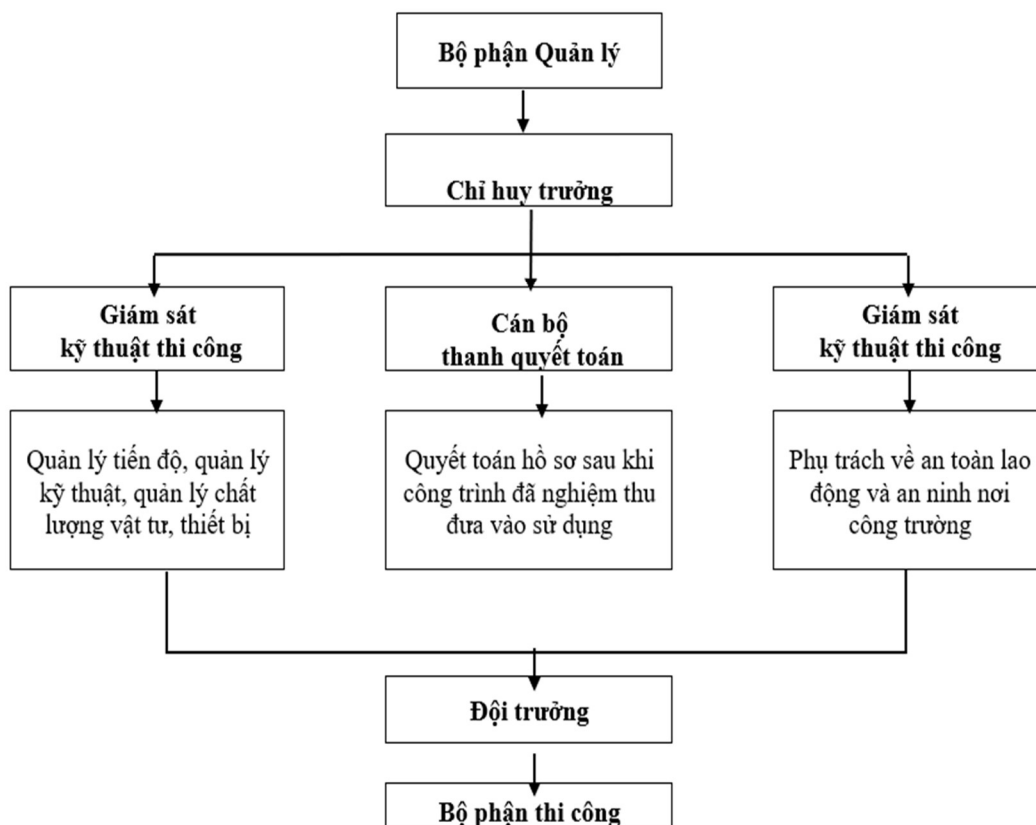 Bộ phận Quản lý
Chỉ huy trưởng
Giám sát
kỹ thuật thi công
Cán bộ
thanh quyết toán
Giám sát
kỹ thuật thi công
Quản lý tiến độ, quản lý
kỹ thuật, quản lý chất
lượng vật tư, thiết bị
Quyết toán hồ sơ sau khi
công trình đã nghiệm thu
đưa vào sử dụng
Phụ trách về an toàn lao
động và an ninh nơi
công trường
Đội trưởng
Bộ phận thi công